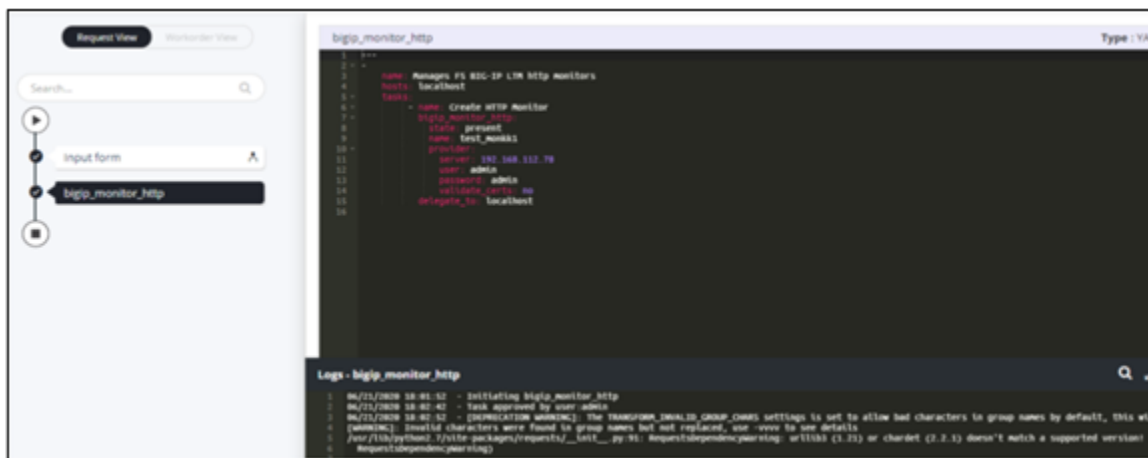 Request View
Workorder View
Search...
Input form
bigip_monitor_http
bigip_monitor_http
Type : YA
1 ---
2 -
3 name: Manages F5 BIG-IP LTM http monitors
4 hosts: localhost
5 tasks:
6 - name: Create HTTP Monitor
7 bigip_monitor_http:
8 state: present
9 name: test_monkk1
10 provider:
11 server: 192.168.112.78
12 user: admin
13 password: admin
14 validate_certs: no
15 delegate_to: localhost
16
Logs - bigip_monitor_http
1 06/21/2020 18:01:52 - Initiating bigip_monitor_http
2 06/21/2020 18:02:42 - Task approved by user:admin
3 06/21/2020 18:02:52 - [DEPRECATION WARNING]: The TRANSFORM_INVALID_GROUP_CHARS settings is set to allow bad characters in group names by default, this wi
4 [WARNING]: Invalid characters were found in group names but not replaced, use -vvvv to see details
5 /usr/lib/python2.7/site-packages/requests/__init__.py:91: RequestsDependencyWarning: urllib3 (1.21) or chardet (2.2.1) doesn't match a supported version!
6 RequestsDependencyWarning)